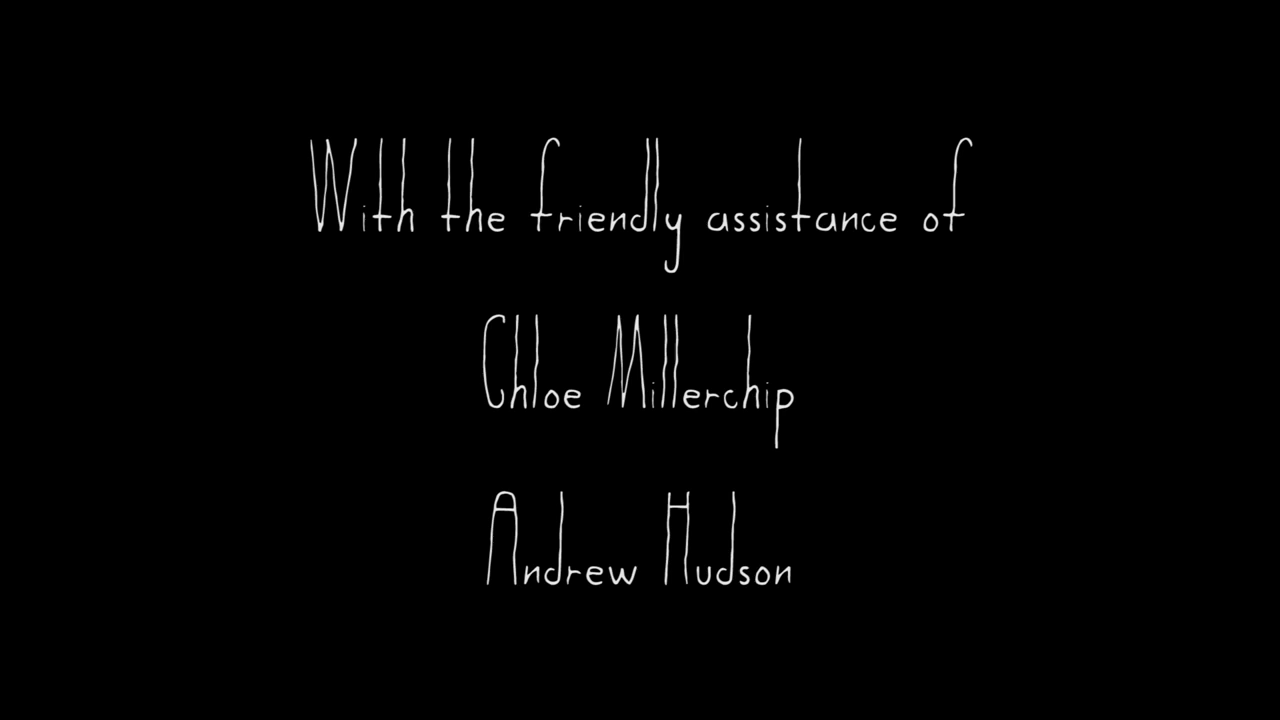 With the friendly assistance of
Chloe Millerchip
Andrew Hudson